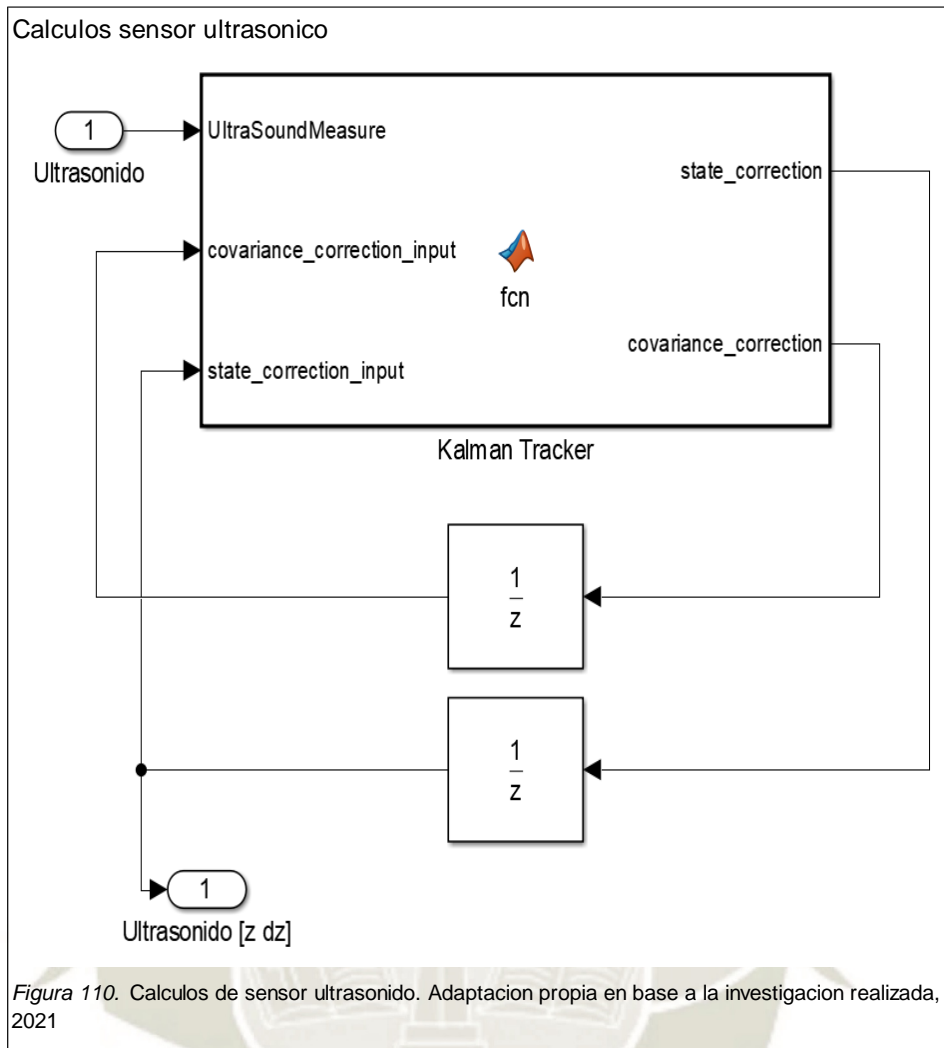 Calculos sensor ultrasonico
1
Ultrasonido
UltraSoundMeasure
covariance_correction_input
state_correction_input
fcn
state_correction
covariance_correction
Kalman Tracker
1
z
1
z
1
Ultrasonido [z dz]
Figura 110. Calculos de sensor ultrasonido. Adaptacion propia en base a la investigacion realizada,
2021